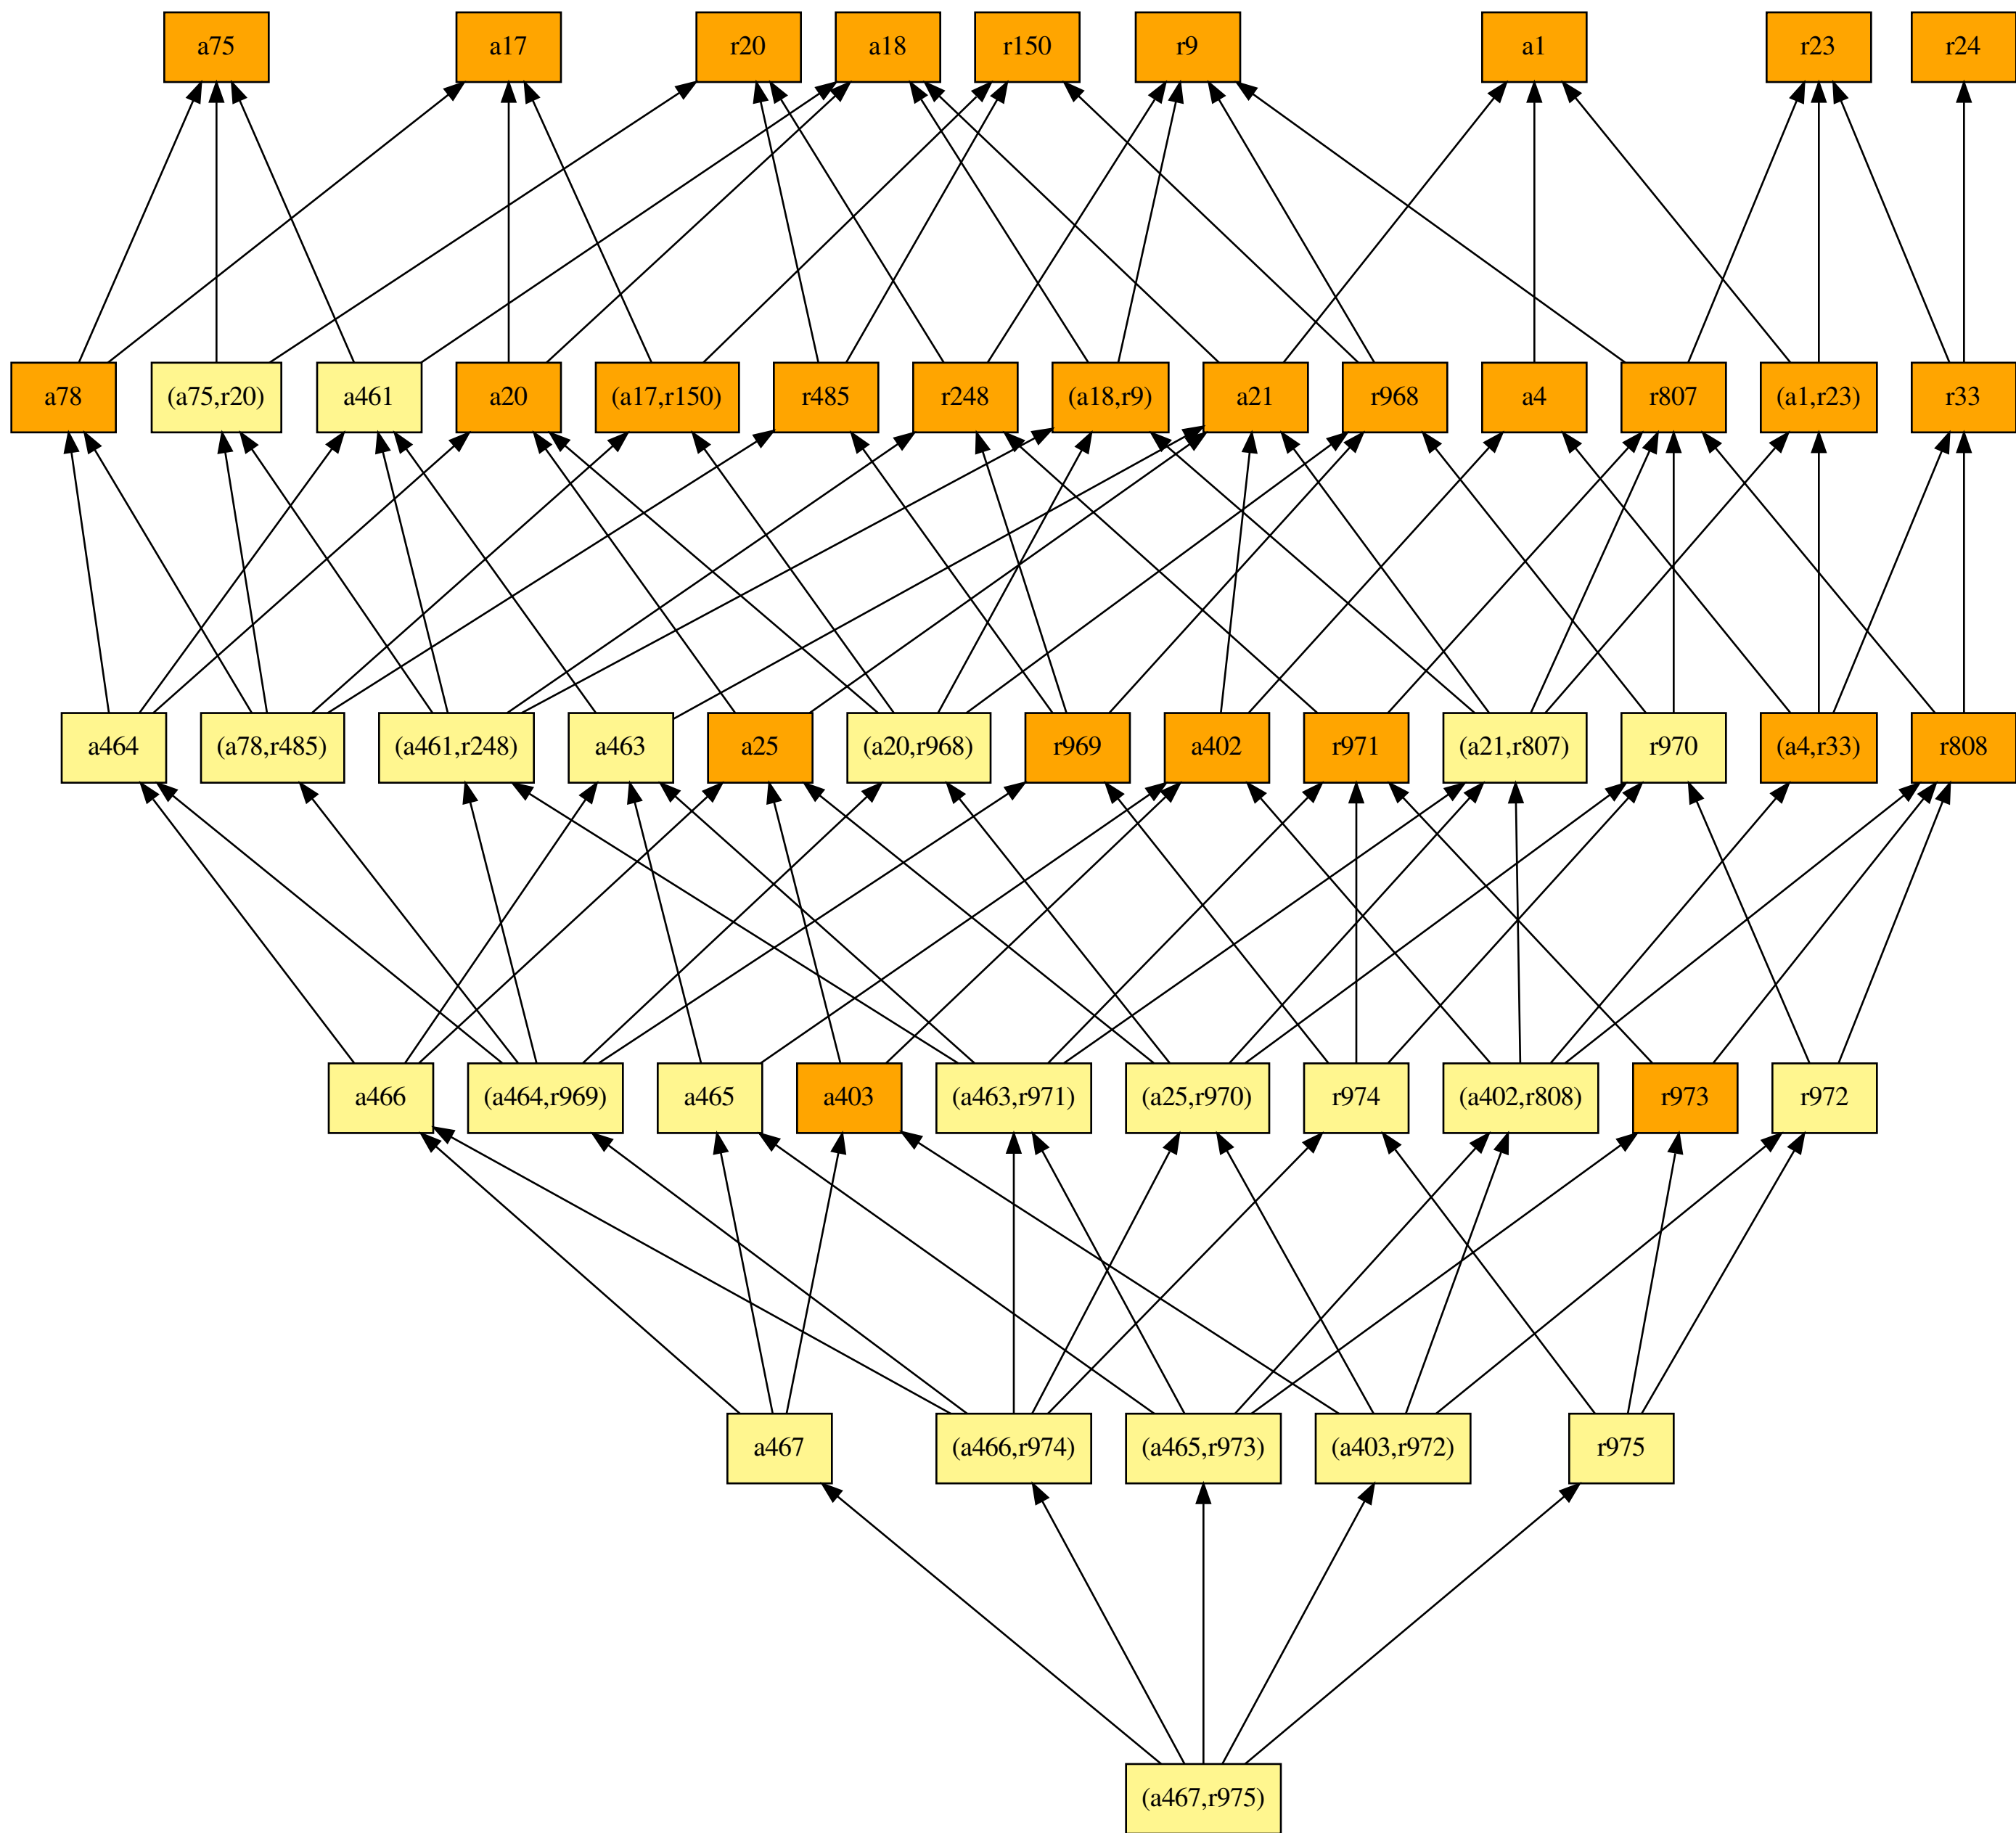 a75 a17 r20 a18 r150 r9 a1 r23 r24
a78 (a75,r20) a461 a20 (a17,r150) r485 r248 (a18,r9) a21 r968 a4 r807 (a1,r23) r33
a464 (a78,r485) (a461,r248) a463 a25 (a20,r968) r969 a402 r971 (a21,r807) r970 (a4,r33) r808
a466 (a464,r969) a465 a403 (a463,r971) (a25,r970) r974 (a402,r808) r973 r972
a467 (a466,r974) (a465,r973) (a403,r972) r975
(a467,r975)